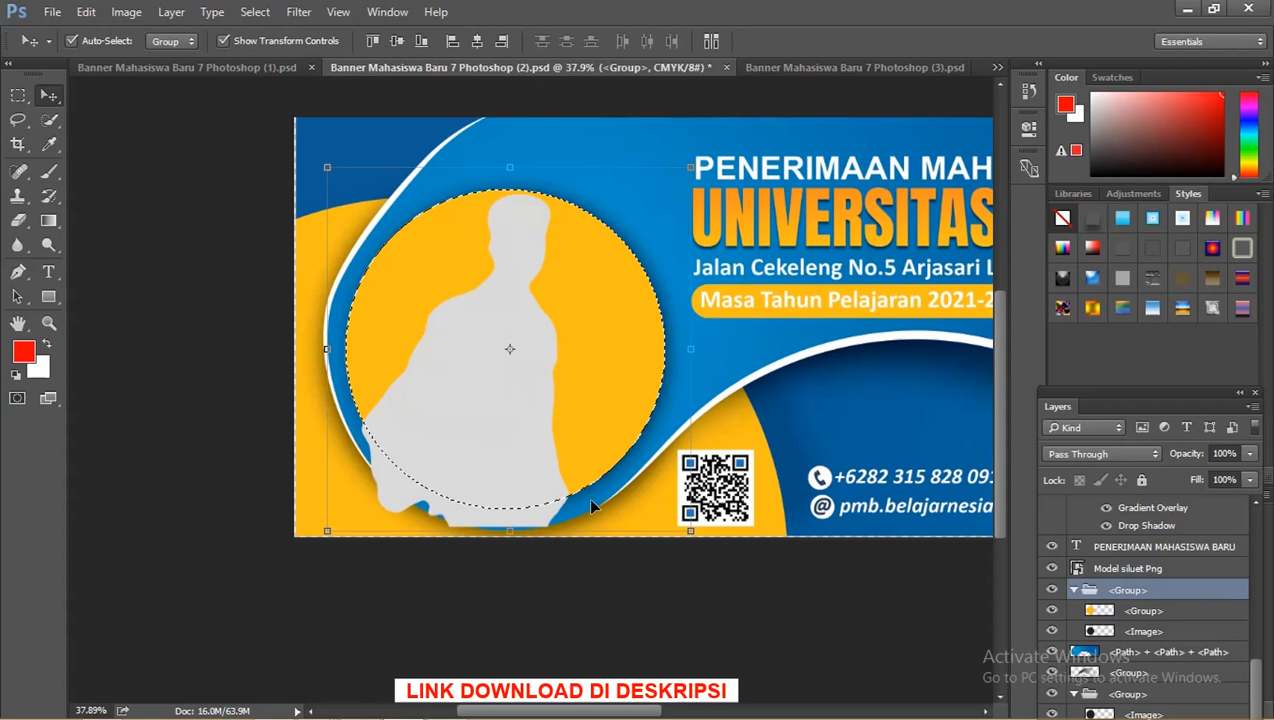 Ps File Edit Image Layer Type Select Filter View Window Help
Auto-Select: Group Show Transform Controls Essentials
Banner Mahasiswa Baru 7 Photoshop (1).psd × Banner Mahasiswa Baru 7 Photoshop (2).psd @ 37.9% (<Group>, CMYK/8#) * × Banner Mahasiswa Baru 7 Photoshop (3).psd
Color Swatches
PENERIMAAN MAH
UNIVERSITAS
Jalan Cekeleng No.5 Arjasari L
Masa Tahun Pelajaran 2021-2
+6282 315 828 091
@ pmb.belajarnesia
Libraries Adjustments Styles
Layers
Kind
Pass Through Opacity: 100%
Lock: Fill: 100%
Gradient Overlay
Drop Shadow
T PENERIMAAN MAHASISWA BARU
Model siluet Png
<Group>
<Group>
<Image>
<Path> + <Path> + <Path>
<Group>
<Group>
<Image>
Activate Windows
Go to PC settings to activate Windows.
LINK DOWNLOAD DI DESKRIPSI
37.89% Doc: 16.0M/63.9M